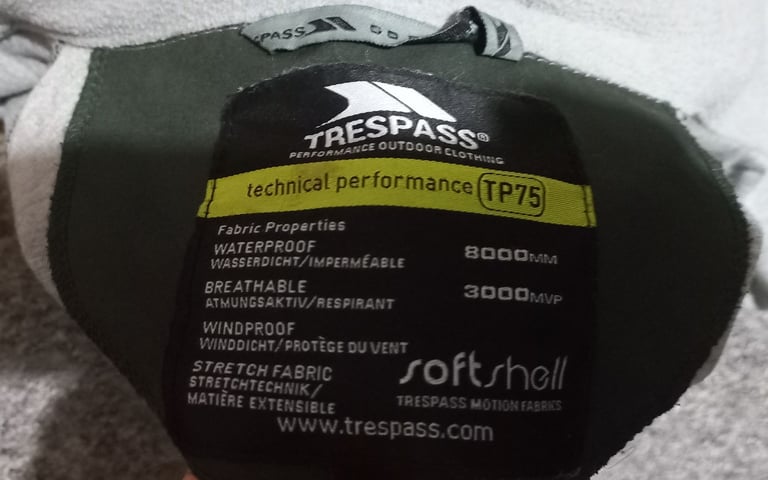 PASS
TRESPASS®
PERFORMANCE OUTDOOR CLOTHING
technical performance TP75
Fabric Properties
WATERPROOF 8000MM
WASSERDICHT/IMPERMÉABLE
BREATHABLE 3000MVP
ATMUNGSAKTIV/RESPIRANT
WINDPROOF
WINDDICHT/PROTÈGE DU VENT
STRETCH FABRIC softshell
STRETCHTECHNIK/
MATIÈRE EXTENSIBLE TRESPASS MOTION FABRICS
www.trespass.com